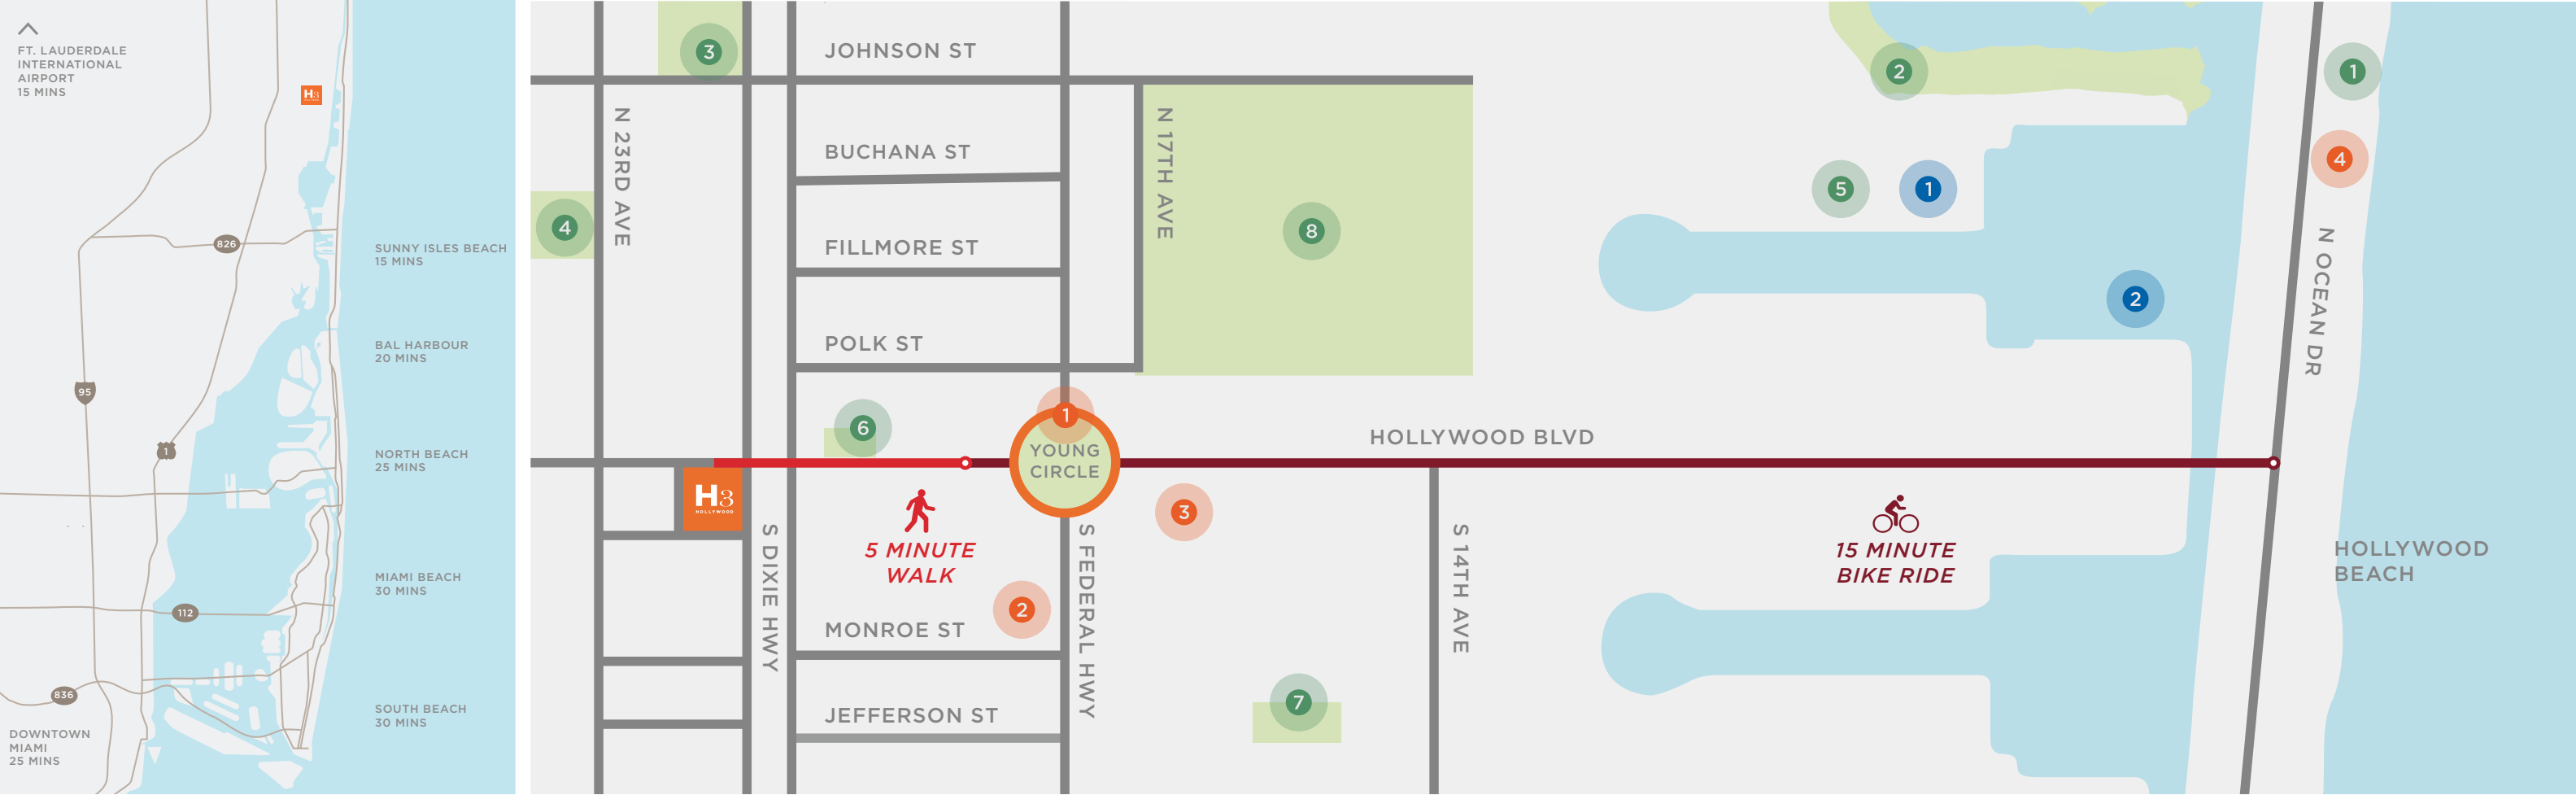 FT. LAUDERDALE
INTERNATIONAL
AIRPORT
15 MINS
H3
826
SUNNY ISLES BEACH
15 MINS
BAL HARBOUR
20 MINS
95
1
NORTH BEACH
25 MINS
MIAMI BEACH
30 MINS
112
836
SOUTH BEACH
30 MINS
DOWNTOWN
MIAMI
25 MINS
3
JOHNSON ST
2
1
N 23RD AVE
BUCHANA ST
N 17TH AVE
4
5
1
4
8
FILLMORE ST
N OCEAN DR
2
POLK ST
6
1
YOUNG
CIRCLE
HOLLYWOOD BLVD
H3
HOLLYWOOD
3
5 MINUTE
WALK
S DIXIE HWY
S FEDERAL HWY
S 14TH AVE
15 MINUTE
BIKE RIDE
HOLLYWOOD
BEACH
2
MONROE ST
7
JEFFERSON ST